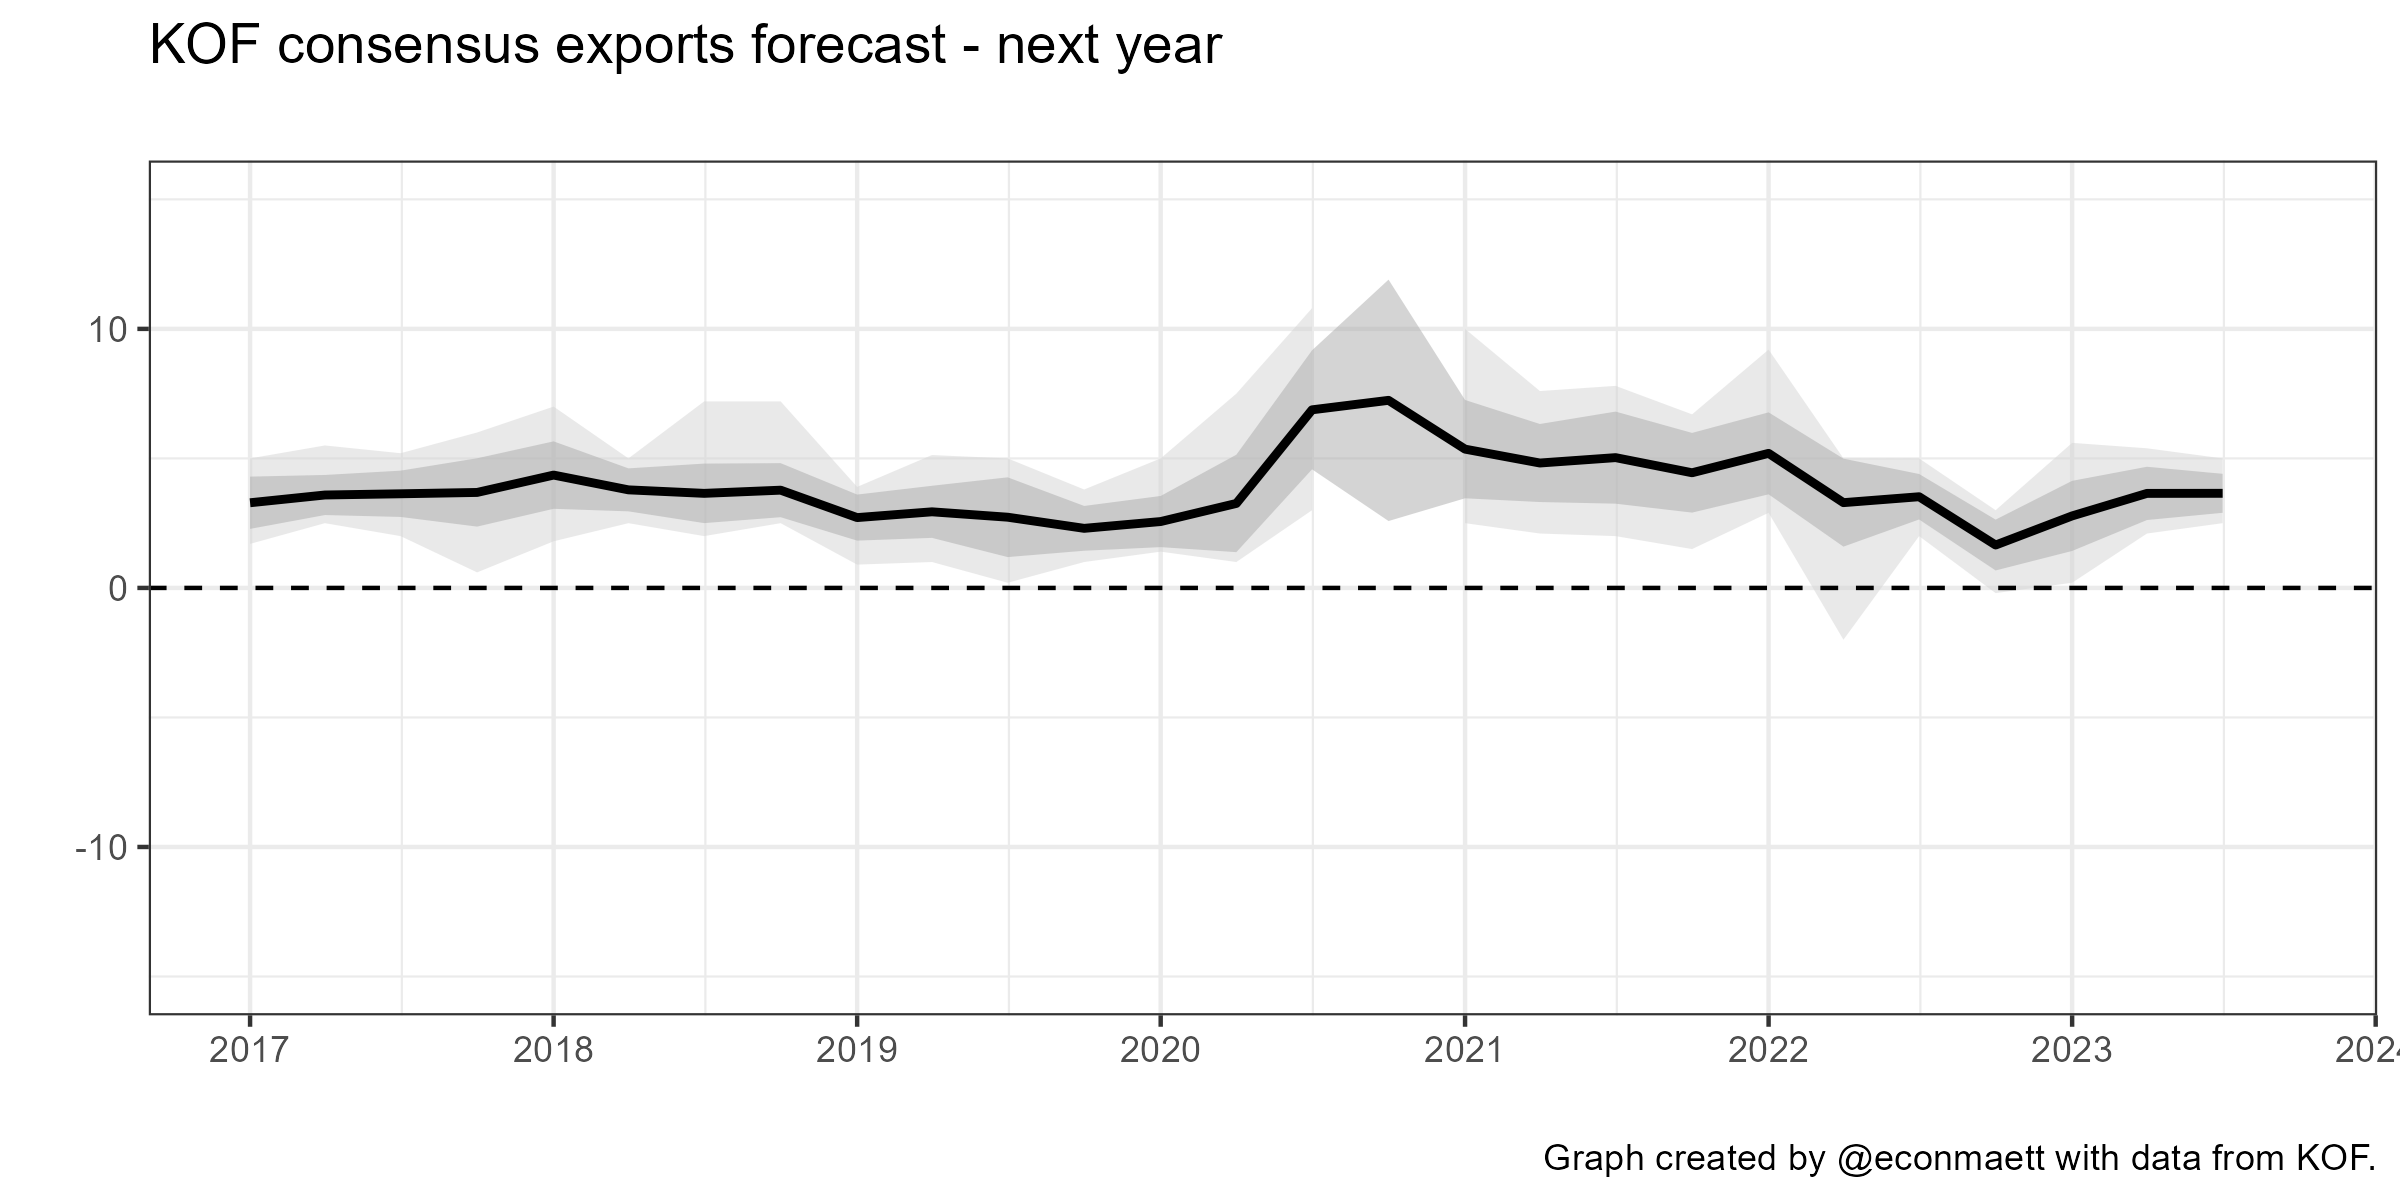 KOF consensus exports forecast - next year
10
0
-10
2017 2018 2019 2020 2021 2022 2023
Graph created by @econmaett with data from KOF.